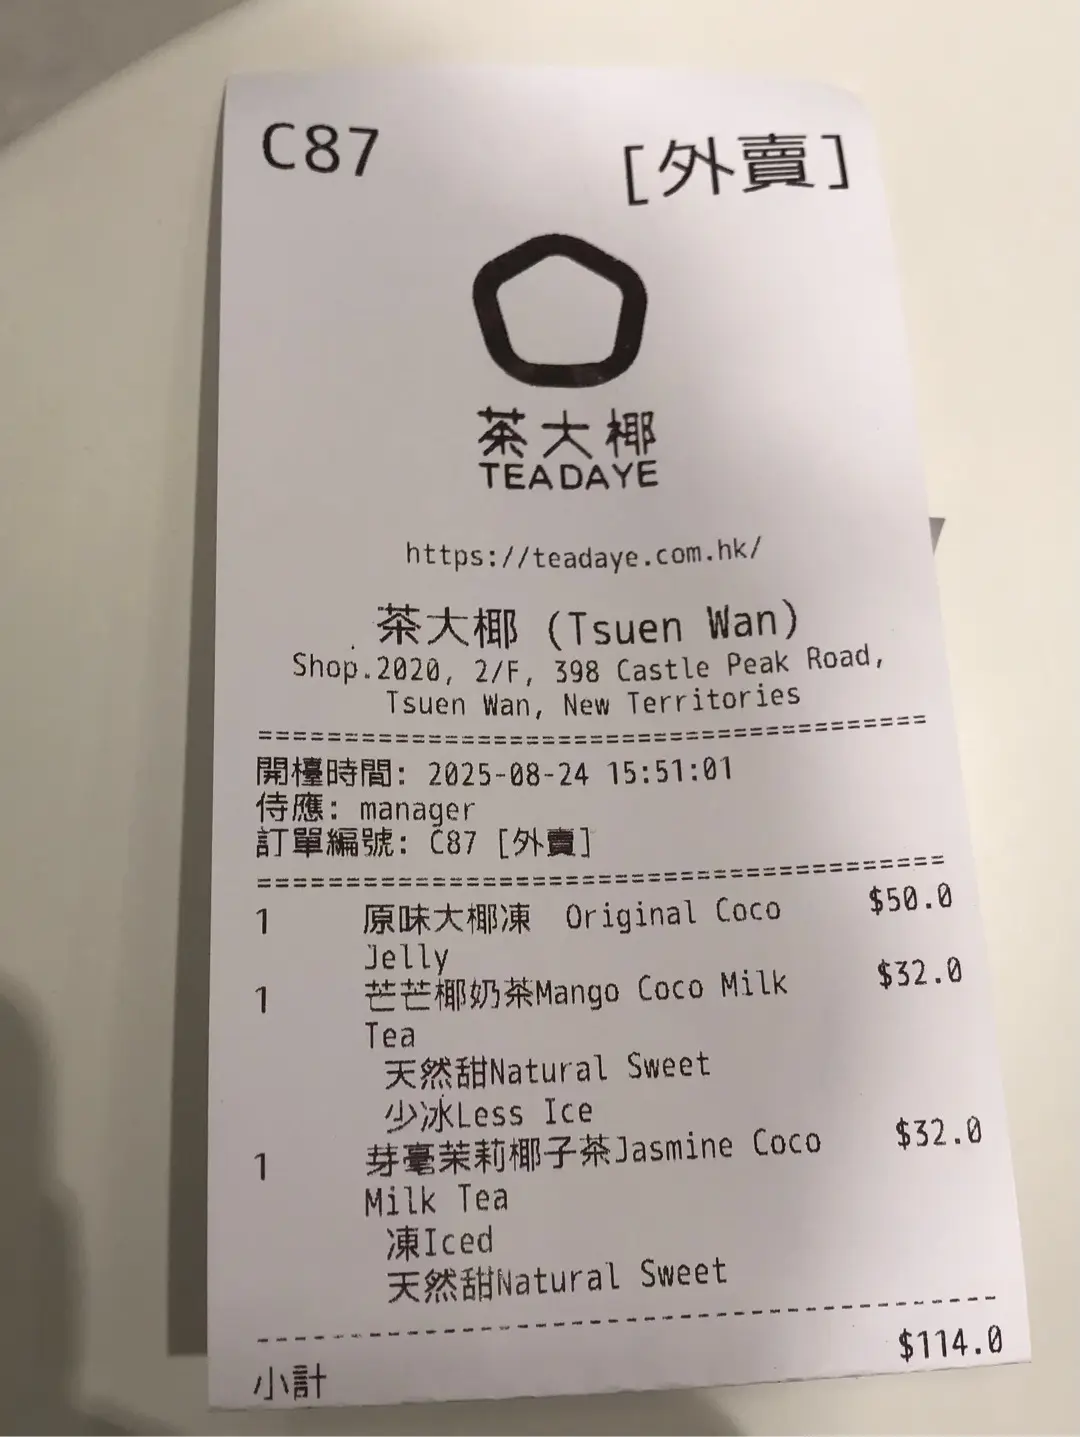 C87
[外賣]
茶大椰
TEADAYE
https://teadaye.com.hk/
茶大椰 (Tsuen Wan)
Shop.2020, 2/F, 398 Castle Peak Road,
Tsuen Wan, New Territories
======================================
開檯時間: 2025-08-24 15:51:01
侍應: manager
訂單編號: C87 [外賣]
======================================
1 原味大椰凍 Original Coco $50.0
Jelly
1 芒芒椰奶茶Mango Coco Milk $32.0
Tea
天然甜Natural Sweet
少冰Less Ice
1 芽毫茉莉椰子茶Jasmine Coco $32.0
Milk Tea
凍Iced
天然甜Natural Sweet
--------------------------------------
小計 $114.0